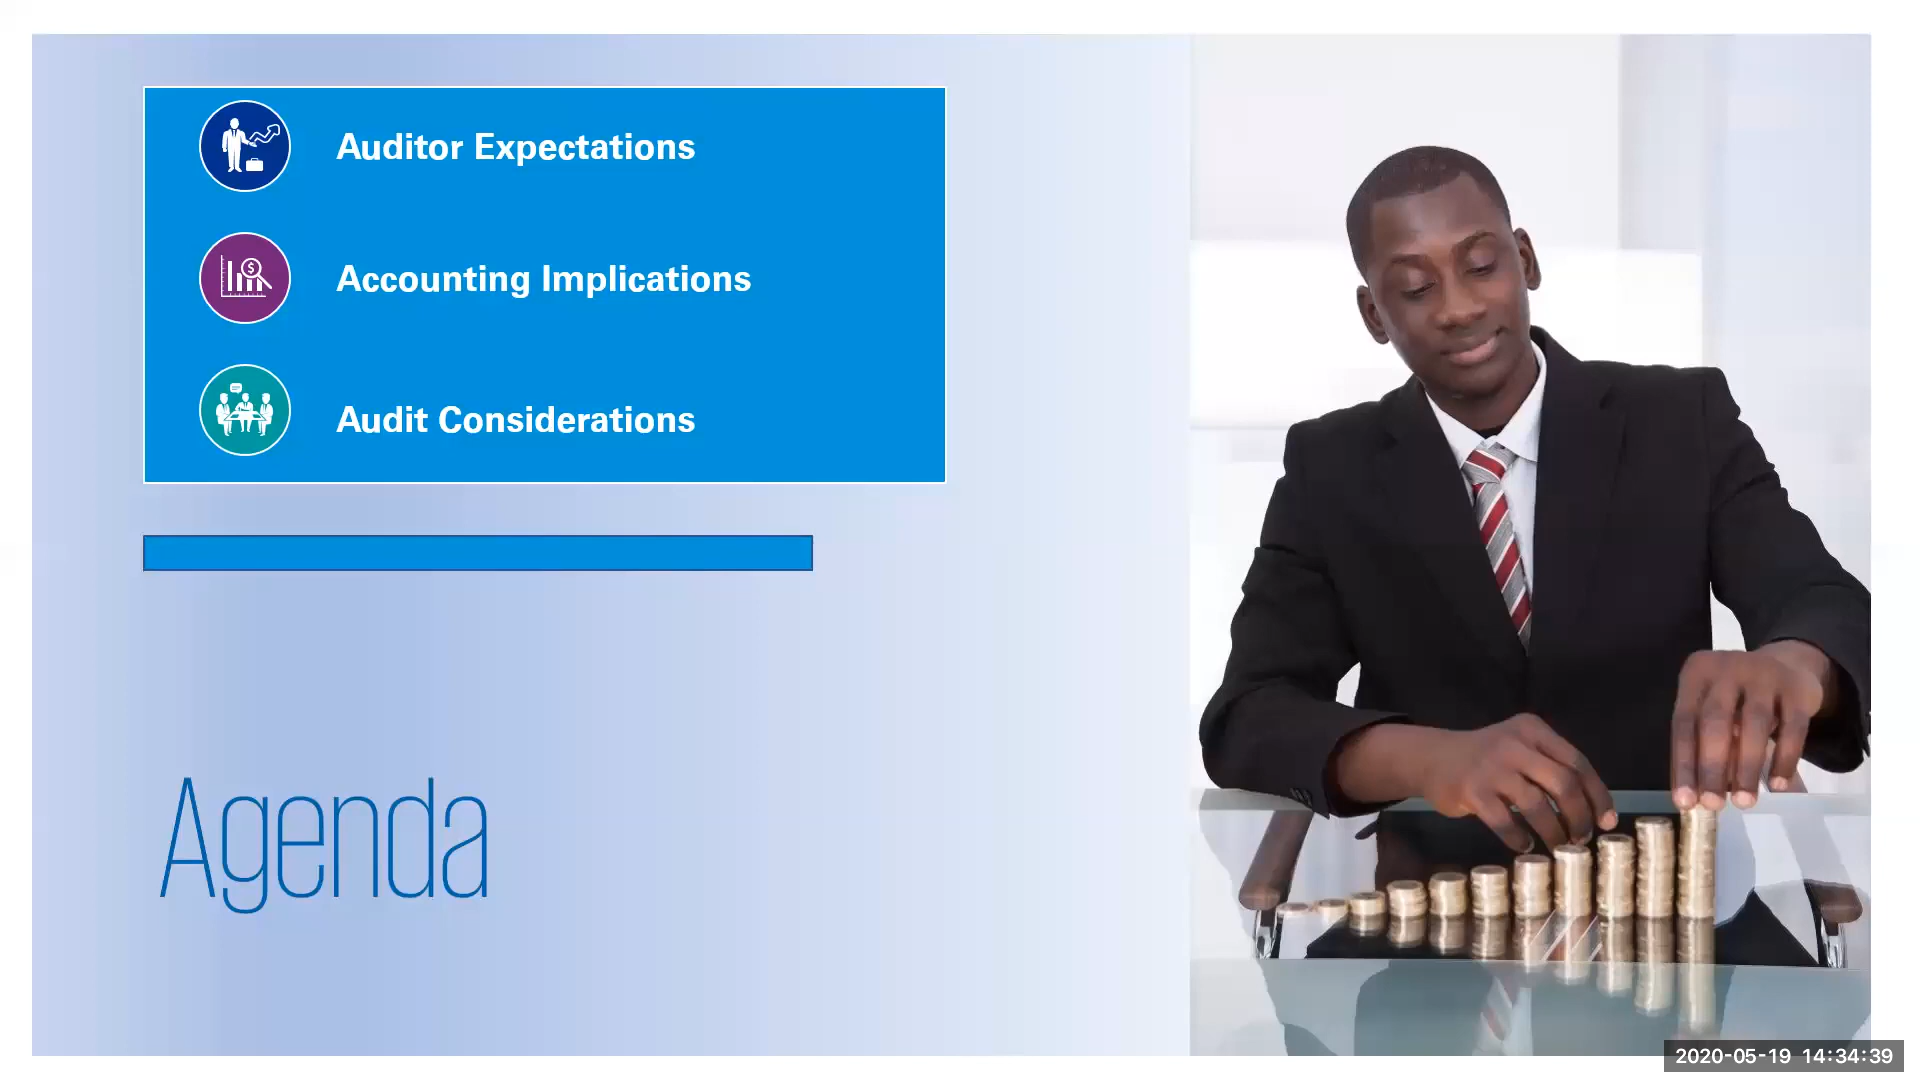 Auditor Expectations
Accounting Implications
Audit Considerations
Agenda
2020-05-19 14:34:39